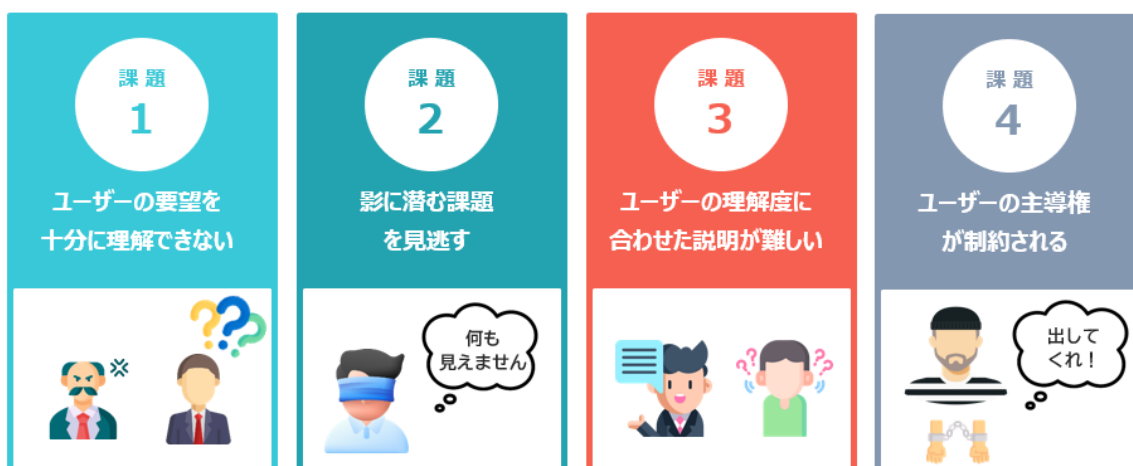 課題
1
ユーザーの要望を
十分に理解できない
課題
2
影に潜む課題
を見逃す
何も
見えません
課題
3
ユーザーの理解度に
合わせた説明が難しい
課題
4
ユーザーの主導権
が制約される
出して
くれ！